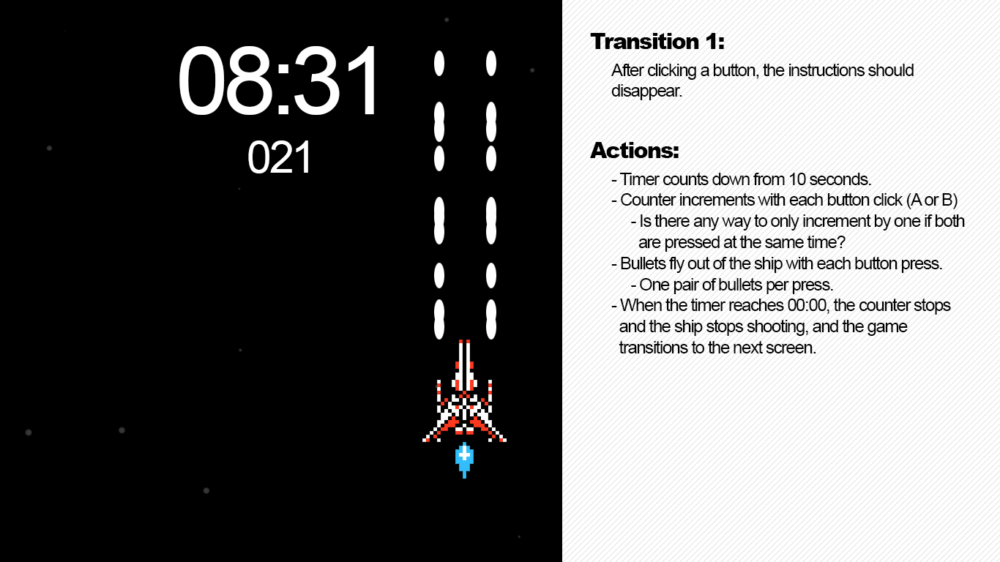 08:31
021
Transition 1:
After clicking a button, the instructions should
disappear.
Actions:
- Timer counts down from 10 seconds.
- Counter increments with each button click (A or B)
- Is there any way to only increment by one if both
are pressed at the same time?
- Bullets fly out of the ship with each button press.
- One pair of bullets per press.
- When the timer reaches 00:00, the counter stops
and the ship stops shooting, and the game
transitions to the next screen.